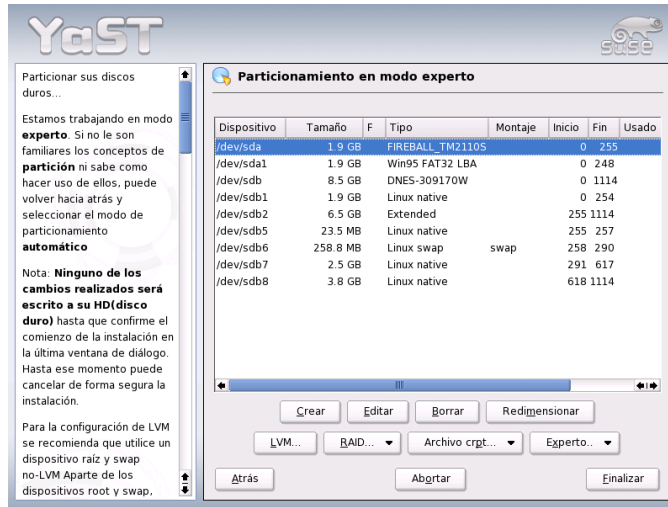 YaST
SUSE
Particionar sus discos
duros...
Estamos trabajando en modo
experto. Si no le son
familiares los conceptos de
partición ni sabe como
hacer uso de ellos, puede
volver hacia atrás y
seleccionar el modo de
particionamiento
automático
Nota: Ninguno de los
cambios realizados será
escrito a su HD(disco
duro) hasta que confirme el
comienzo de la instalación en
la última ventana de diálogo.
Hasta ese momento puede
cancelar de forma segura la
instalación.
Para la configuración de LVM
se recomienda que utilice un
dispositivo raíz y swap
no-LVM Aparte de los
dispositivos root y swap,
Particionamiento en modo experto
Dispositivo Tamaño F Tipo Montaje Inicio Fin Usado
/dev/sda 1.9 GB FIREBALL_TM2110S 0 255
/dev/sda1 1.9 GB Win95 FAT32 LBA 0 248
/dev/sdb 8.5 GB DNES-309170W 0 1114
/dev/sdb1 1.9 GB Linux native 0 254
/dev/sdb2 6.5 GB Extended 255 1114
/dev/sdb5 23.5 MB Linux native 255 257
/dev/sdb6 258.8 MB Linux swap swap 258 290
/dev/sdb7 2.5 GB Linux native 291 617
/dev/sdb8 3.8 GB Linux native 618 1114
Crear Editar Borrar Redimensionar
LVM... RAID... Archivo crpt... Experto..
Atrás Abortar Finalizar